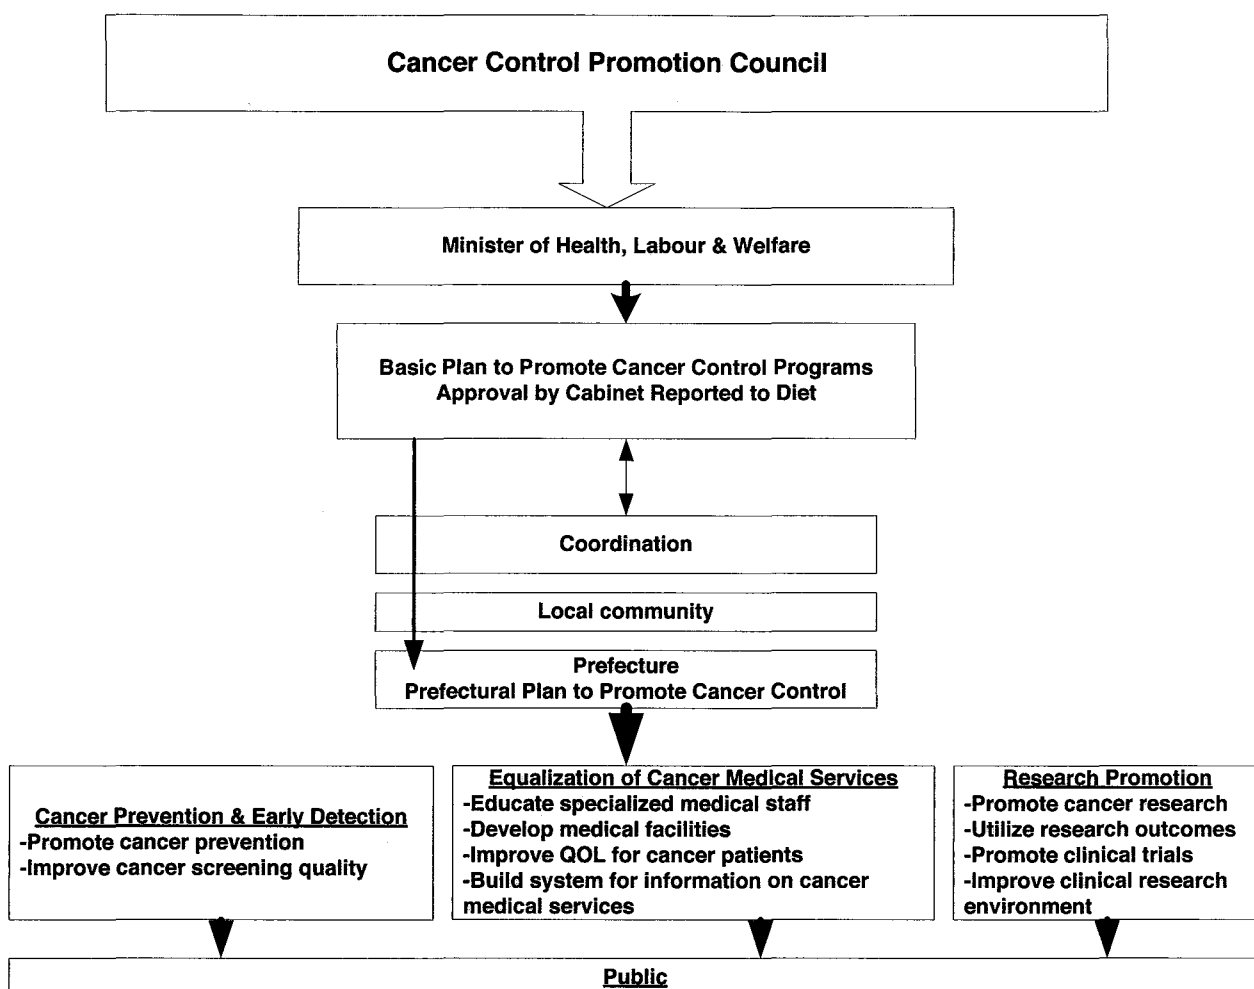 Cancer Control Promotion Council
Minister of Health, Labour & Welfare
Basic Plan to Promote Cancer Control Programs
Approval by Cabinet Reported to Diet
Coordination
Local community
Prefecture
Prefectural Plan to Promote Cancer Control
Cancer Prevention & Early Detection
-Promote cancer prevention
-Improve cancer screening quality
Equalization of Cancer Medical Services
-Educate specialized medical staff
-Develop medical facilities
-Improve QOL for cancer patients
-Build system for information on cancer
medical services
Research Promotion
-Promote cancer research
-Utilize research outcomes
-Promote clinical trials
-Improve clinical research
environment
Public